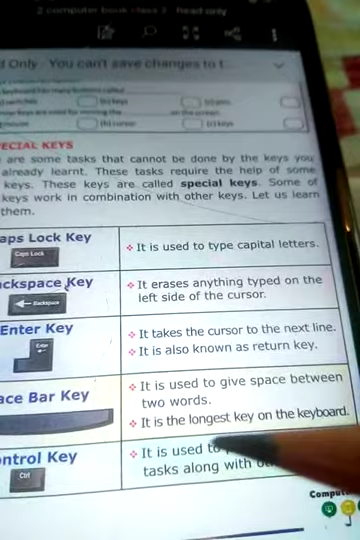 2 computer book class 3 Read only
d Only - You can't save changes to t...
(b) keys
(b) cursor
(c) keys
PECIAL KEYS
are some tasks that cannot be done by the keys you
already learnt. These tasks require the help of some
keys. These keys are called special keys. Some of
keys work in combination with other keys. Let us learn
them.
aps Lock Key
Caps Lock
❖ It is used to type capital letters.
ackspace Key
Backspace
❖ It erases anything typed on the
left side of the cursor.
Enter Key
Enter
❖ It takes the cursor to the next line.
❖ It is also known as return key.
ace Bar Key
❖ It is used to give space between
two words.
❖ It is the longest key on the keyboard.
ntrol Key
Ctrl
❖ It is used to
tasks along with
Compu